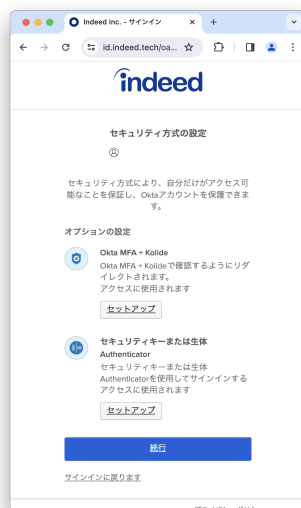 Indeed Inc. - サインイン
id.indeed.tech/oa...
indeed
セキュリティ方式の設定
セキュリティ方式により、自分だけがアクセス可
能なことを保証し、Oktaアカウントを保護できま
す。
オプションの設定
Okta MFA + Kolide
Okta MFA + Kolideで確認するようにリダ
イレクトされます。
アクセスに使用されます
セットアップ
セキュリティキーまたは生体
Authenticator
セキュリティキーまたは生体
Authenticatorを使用してサインインする
アクセスに使用されます
セットアップ
続行
サインインに戻ります